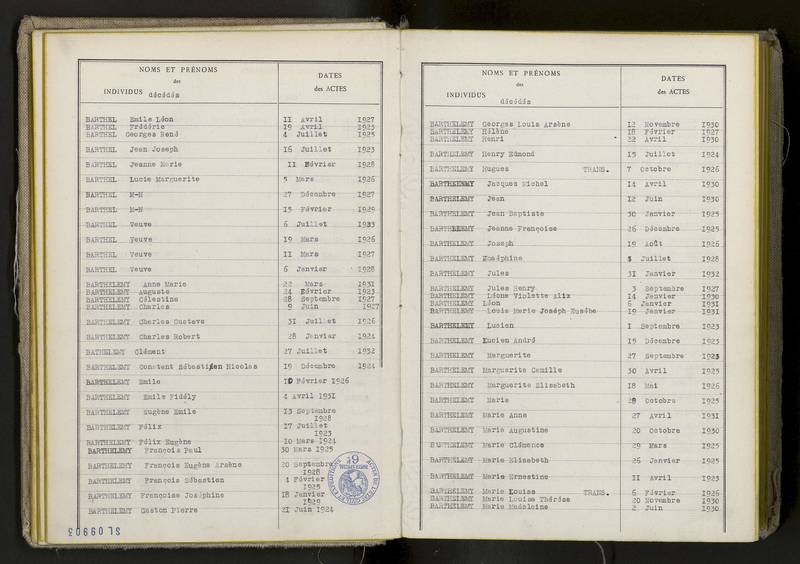 NOMS ET PRÉNOMS
des
INDIVIDUS décédés
DATES
des ACTES
BARTHEL Emile Léon 11 Avril 1927
BARTHEL Frédéric 19 Avril 1923
BARTHEL Georges René 4 Juillet 1925
BARTHEL Jean Joseph 16 Juillet 1923
BARTHEL Jeanne Marie 11 Février 1928
BARTHEL Lucie Marguerite 5 Mars 1926
BARTHEL M-N 27 Décembre 1927
BARTHEL M-N 15 Février 1929
BARTHEL Veuve 6 Juillet 1923
BARTHEL Veuve 19 Mars 1926
BARTHEL Veuve 11 Mars 1927
BARTHEL Veuve 6 Janvier 1928
BARTHELEMY Anne Marie 22 Mars 1931
BARTHELEMY Auguste 24 Février 1923
BARTHELEMY Célestine 28 Septembre 1927
BARTHELEMY Charles 9 Juin 1927
BARTHELEMY Charles Gustave 31 Juillet 1926
BARTHELEMY Charles Robert 28 Janvier 1924
BATHELEMY Clément 27 Juillet 1932
BARTHELEMY Constant Sébastien Nicolas 19 Décembre 1924
BARTHELEMY Emile 10 Février 1926
BARTHELEMY Emile Fidély 4 Avril 1931
BARTHELEMY Eugène Emile 13 Septembre
1928
BARTHELEMY Félix 17 Juillet
1923
BARTHELEMY Félix Eugène 10 Mars 1924
BARTHELEMY François Paul 30 Mars 1925
BARTHELEMY François Eugène Arsène 20 Septembre
1928
BARTHELEMY François Sébastien 4 Février
1925
BARTHELEMY Françoise Joséphine 18 Janvier
1929
BARTHELEMY Gaston Pierre 21 Juin 1924
SL 09903
NOMS ET PRÉNOMS
des
INDIVIDUS
décédés
DATES
des ACTES
BARTHELEMY Georges Louis Arsène 12 Novembre 1930
BARTHELEMY Hélène 18 Février 1927
BARTHELEMY Henri 22 Avril 1930
BARTHELEMY Henry Edmond 15 Juillet 1924
BARTHELEMY Hugues TRANS. 7 Octobre 1926
BARTHELEMY Jacques Michel 14 Avril 1930
BARTHELEMY Jean 12 Juin 1930
BARTHELEMY Jean Baptiste 30 Janvier 1925
BARTHELEMY Jeanne Françoise 26 Décembre 1925
BARTHELEMY Joseph 19 Août 1926
BARTHELEMY Joséphine Juillet 1928
BARTHELEMY Jules 31 Janvier 1932
BARTHELEMY Jules Henry 3 Septembre 1927
BARTHELEMY Léone Violette Alix 14 Janvier 1930
BARTHELEMY Léon 6 Janvier 1931
BARTHELEMY Louis Marie Joseph Eusèbe 19 Janvier 1931
BARTHELEMY Lucien 1 Septembre 1923
BARTHELEMY Lucien André 15 Décembre 1923
BARTHELEMY Marguerite 27 Septembre 1923
BARTHELEMY Marguerite Camille 30 Avril 1925
BARTHELEMY Marguerite Elisabeth 18 Mai 1926
BARTHELEMY Marie 28 Octobre 1925
BARTHELEMY Marie Anne 27 Avril 1931
BARTHELEMY Marie Augustine 20 Octobre 1930
BARTHELEMY Marie Clémence 29 Mars 1925
BARTHELEMY Marie Elisabeth 26 Janvier 1925
BARTHELEMY Marie Ernestine 11 Avril 1923
BARTHELEMY Marie Louise TRANS. 6 Février 1926
BARTHELEMY Marie Louise Thérèse 20 Novembre 1930
BARTHELEMY Marie Madeleine 2 Juin 1930